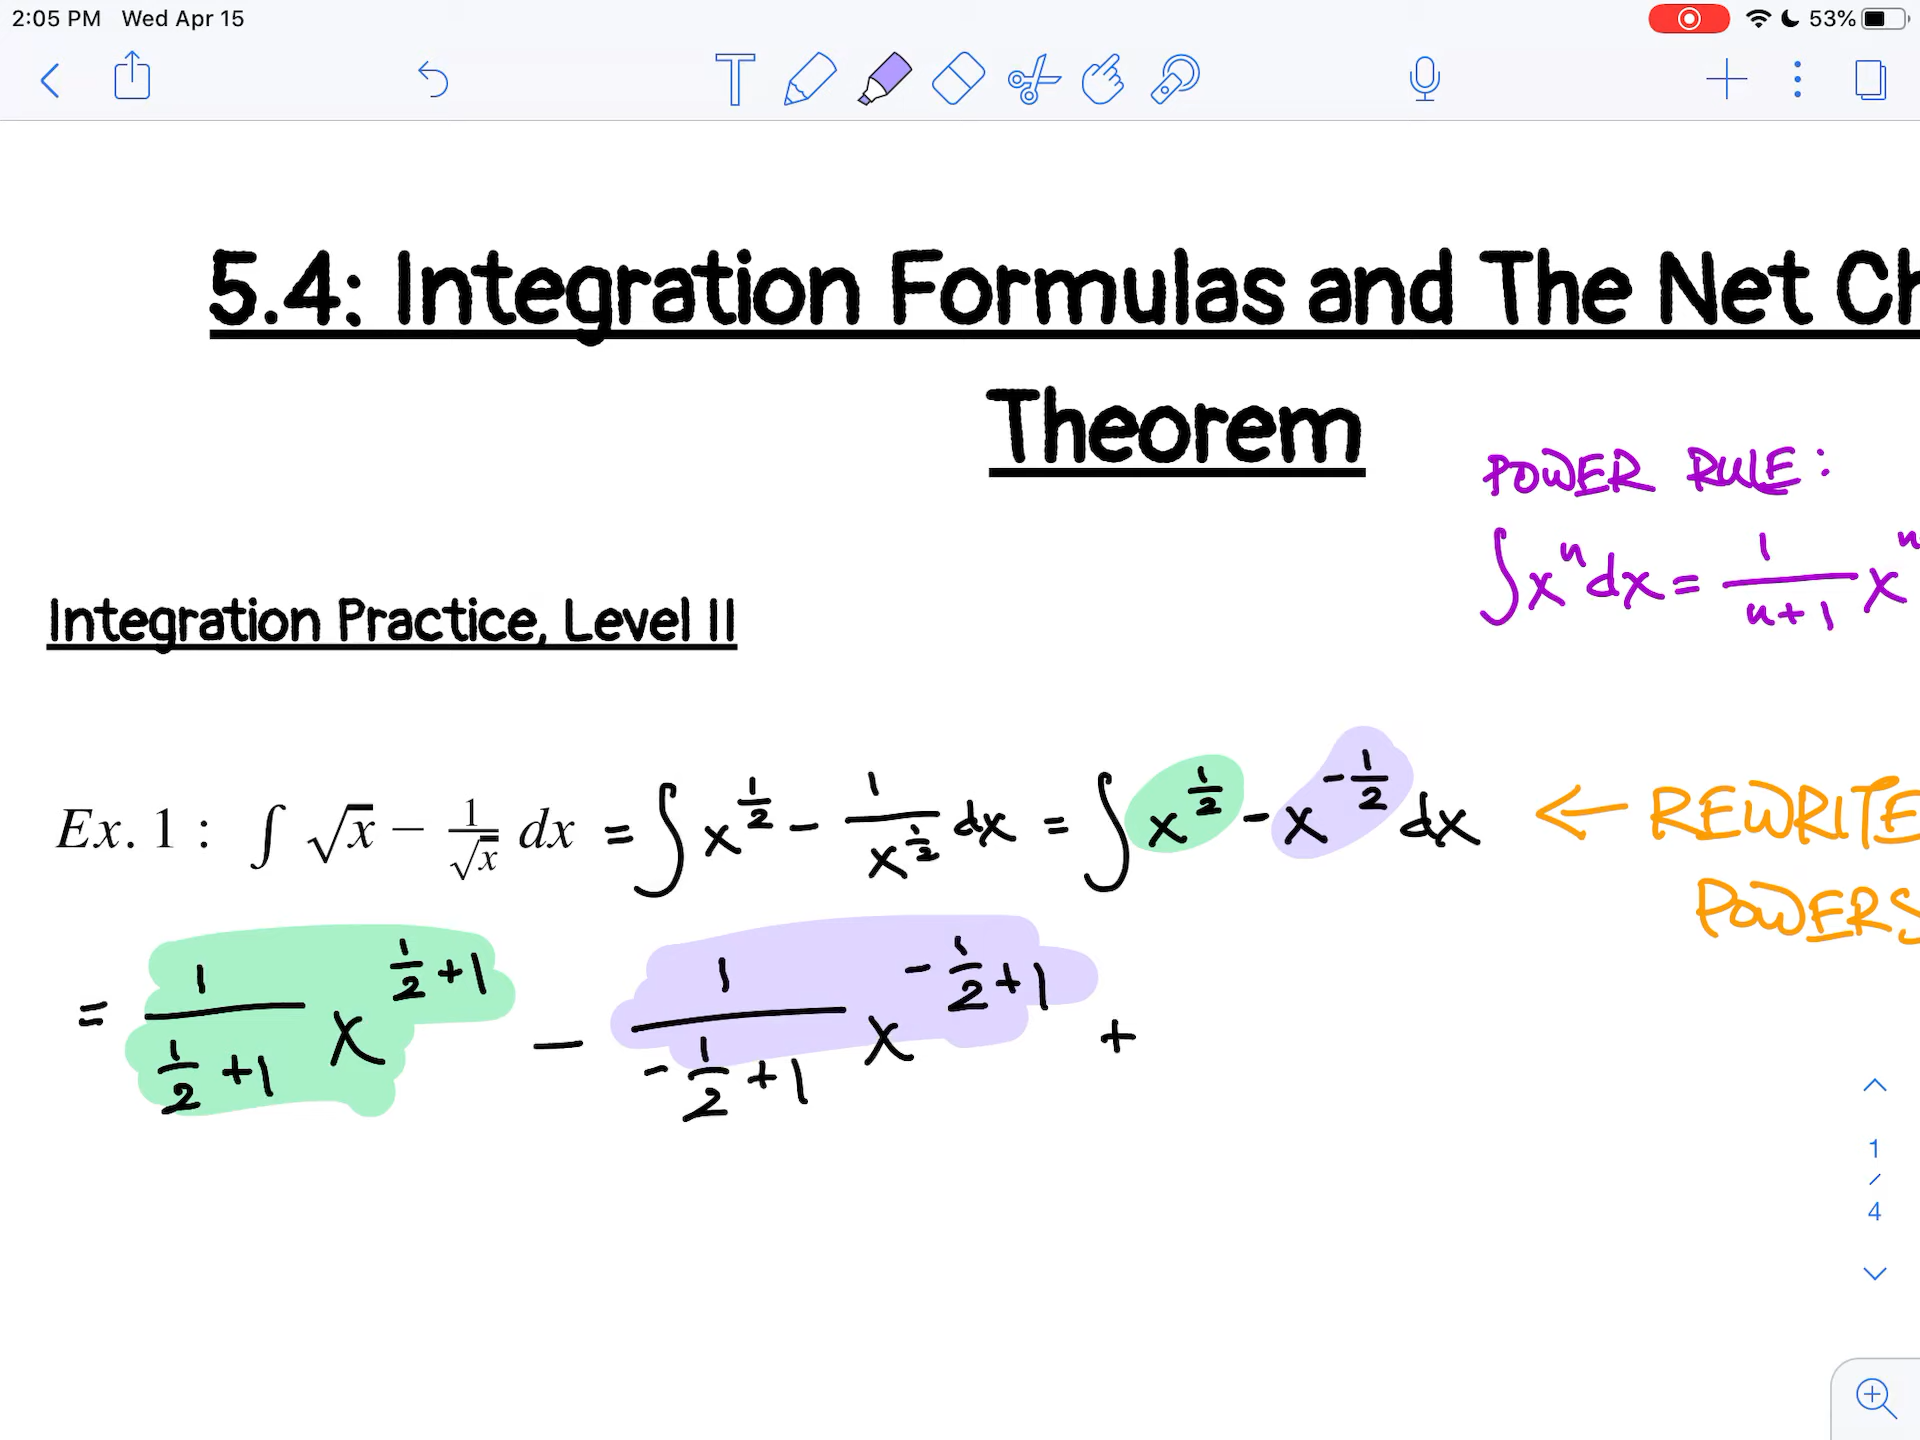 2:05 PM Wed Apr 15 53%
5.4: Integration Formulas and The Net Ch
Theorem
POWER RULE:
∫xⁿdx = 1/(n+1) xⁿ
Integration Practice, Level II
Ex. 1 : ∫ √x − 1/√x dx = ∫ x^(1/2) − 1/x^(1/2) dx = ∫ x^(1/2) − x^(−1/2) dx ← REWRITE
POWERS
= 1/(1/2 +1) x^(1/2 +1) − 1/(−1/2 +1) x^(−1/2 +1) +
1
/
4